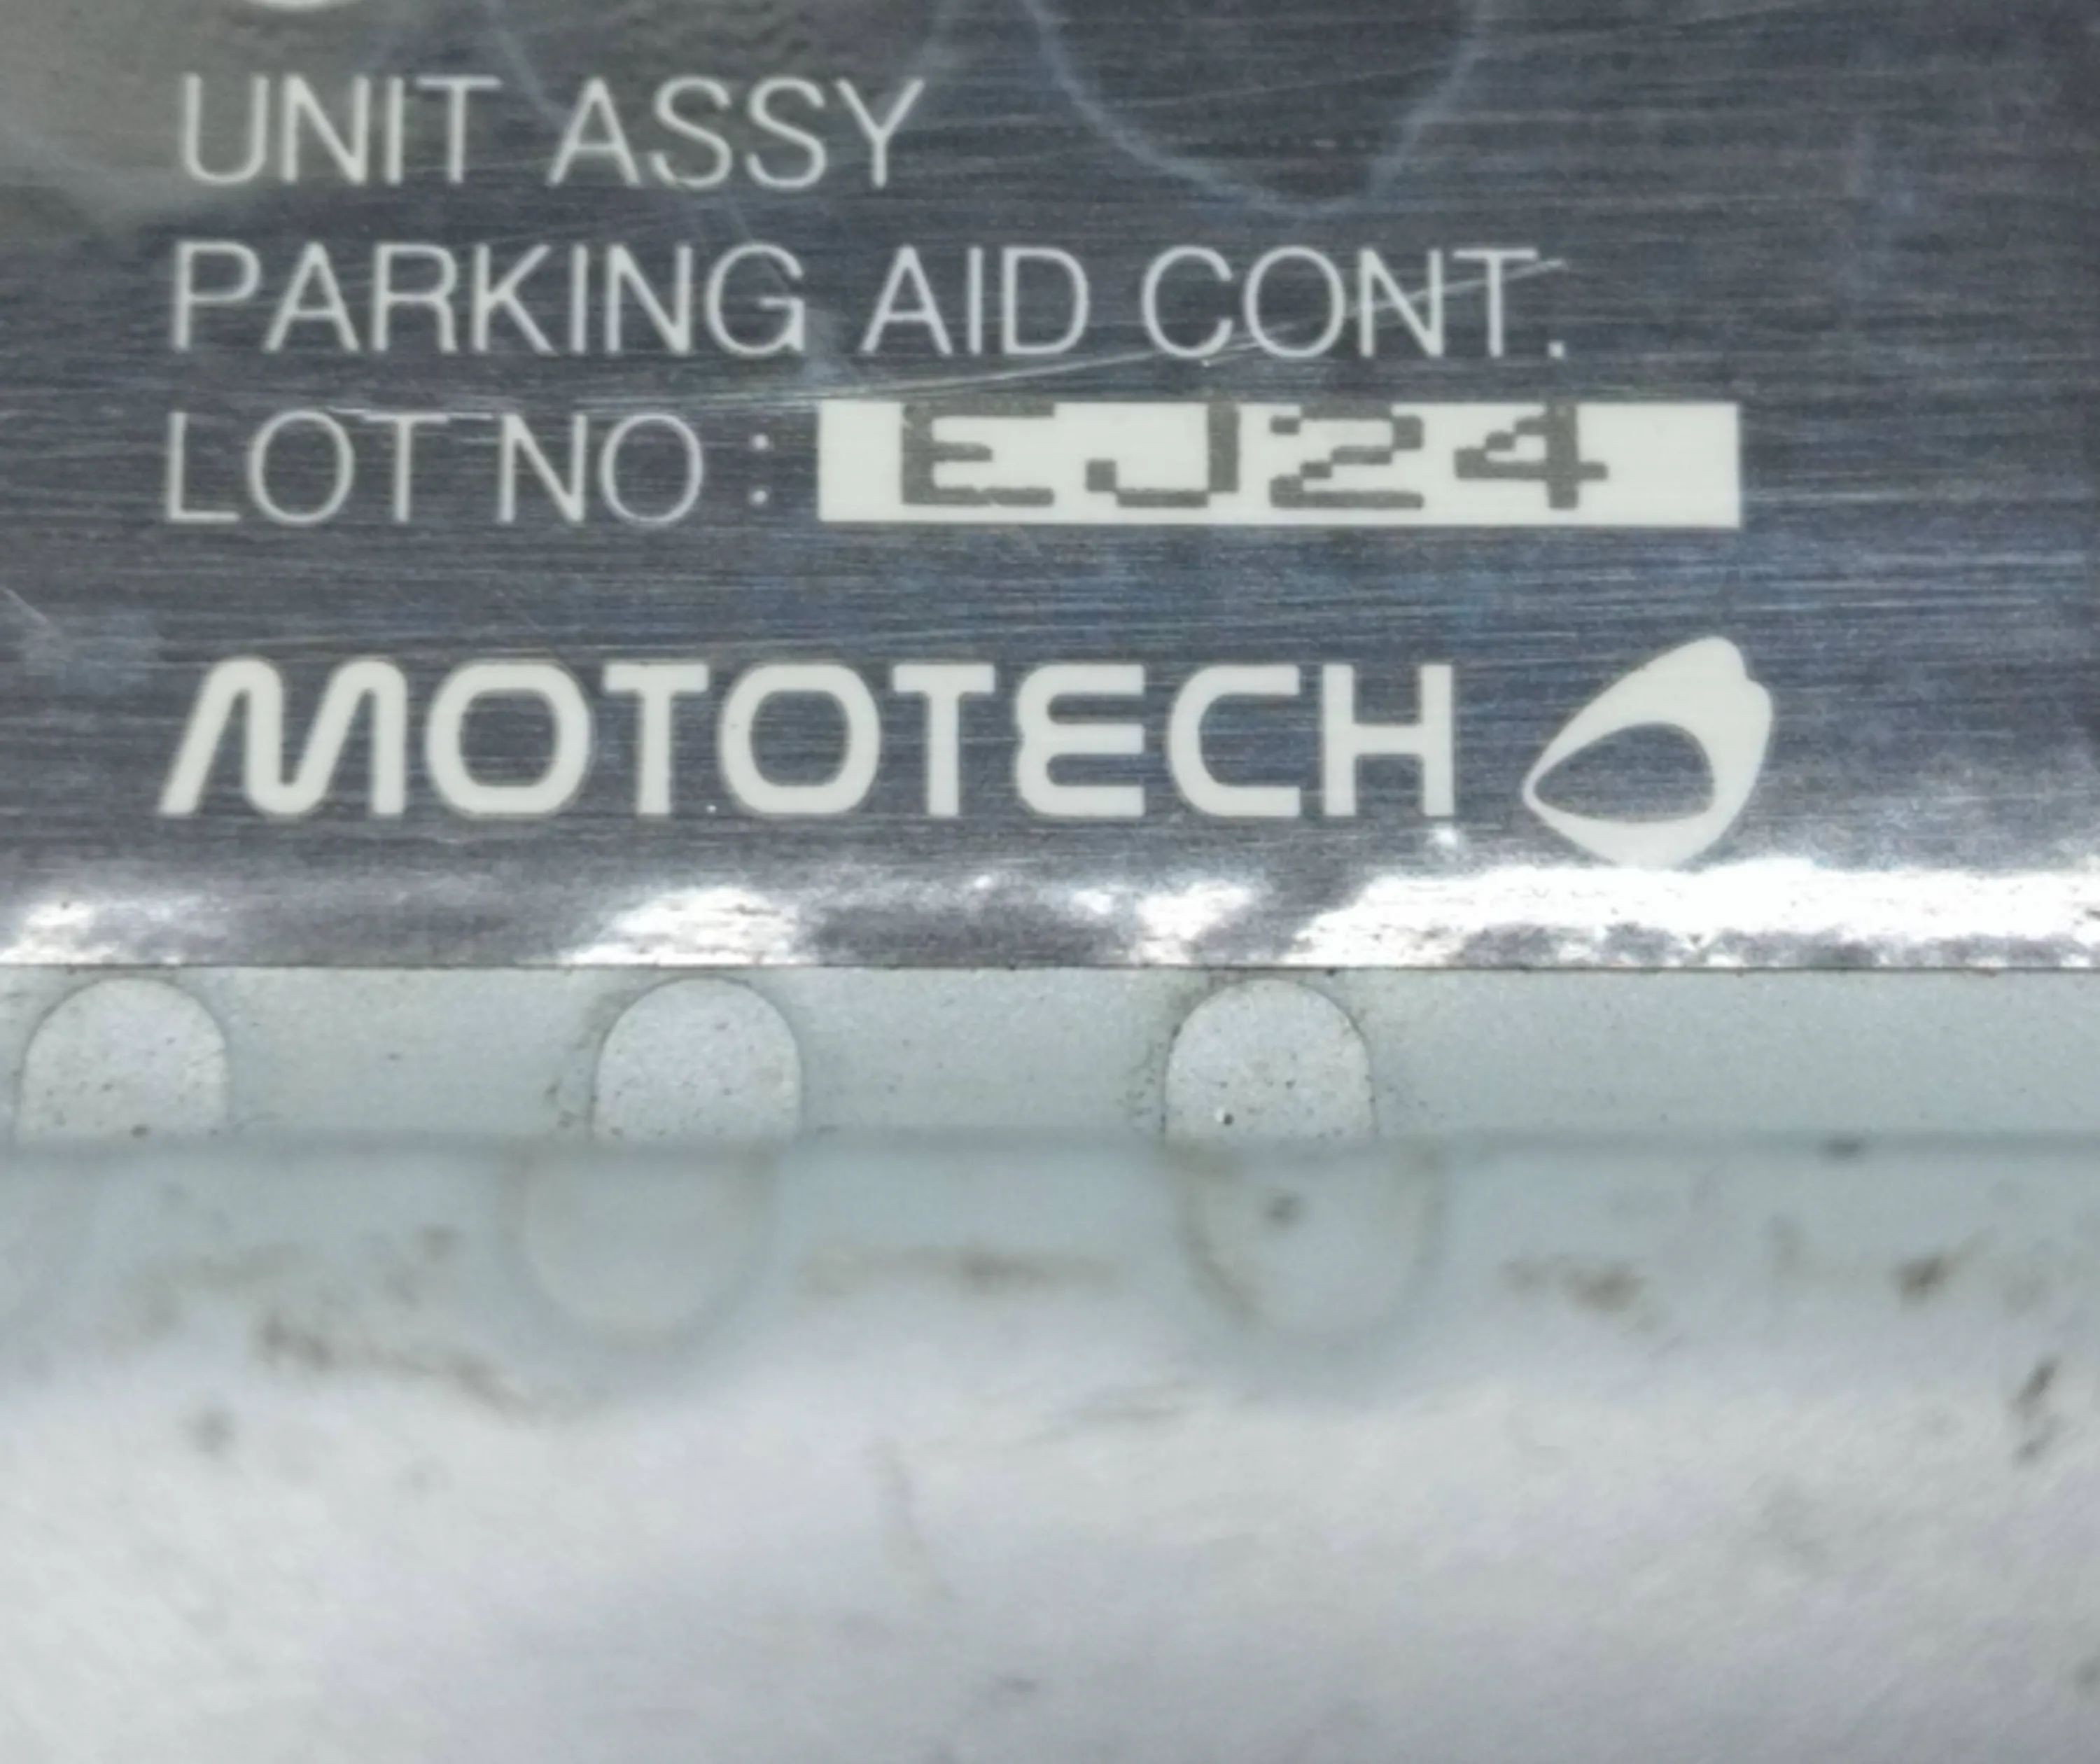 UNIT ASSY
PARKING AID CONT.
LOT NO : EJ24
MOTOTECH